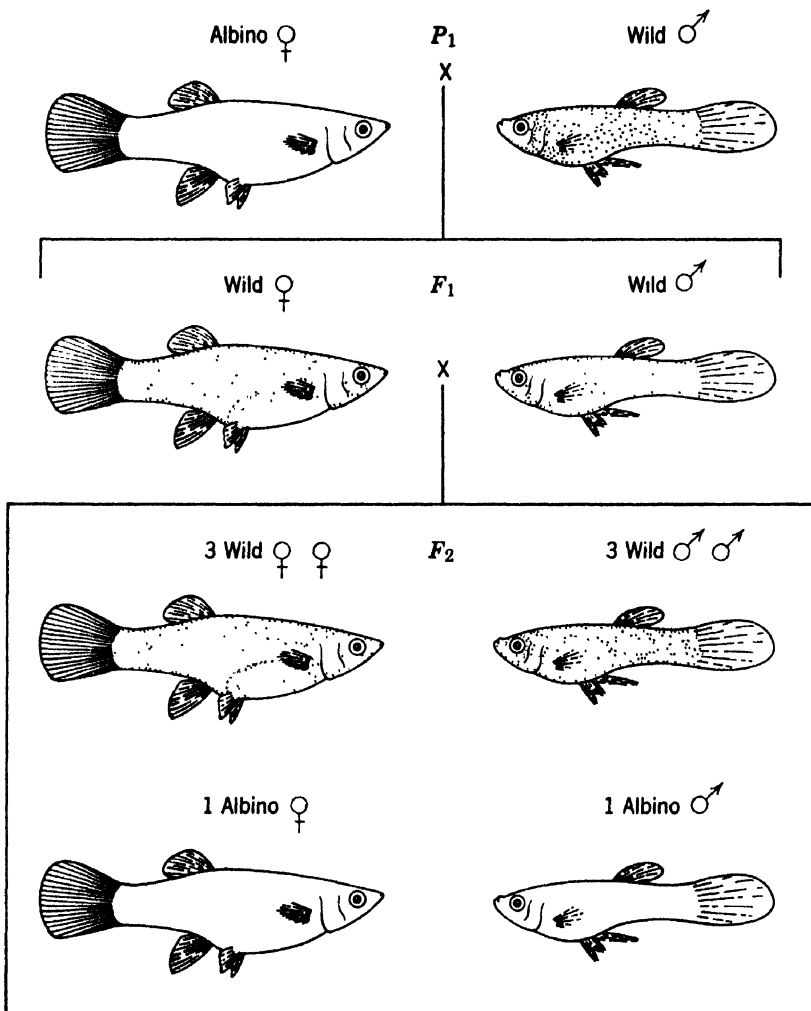 Albino ♀ P₁ Wild ♂
X
Wild ♀ F₁ Wild ♂
X
3 Wild ♀ ♀ F₂ 3 Wild ♂ ♂
1 Albino ♀ 1 Albino ♂